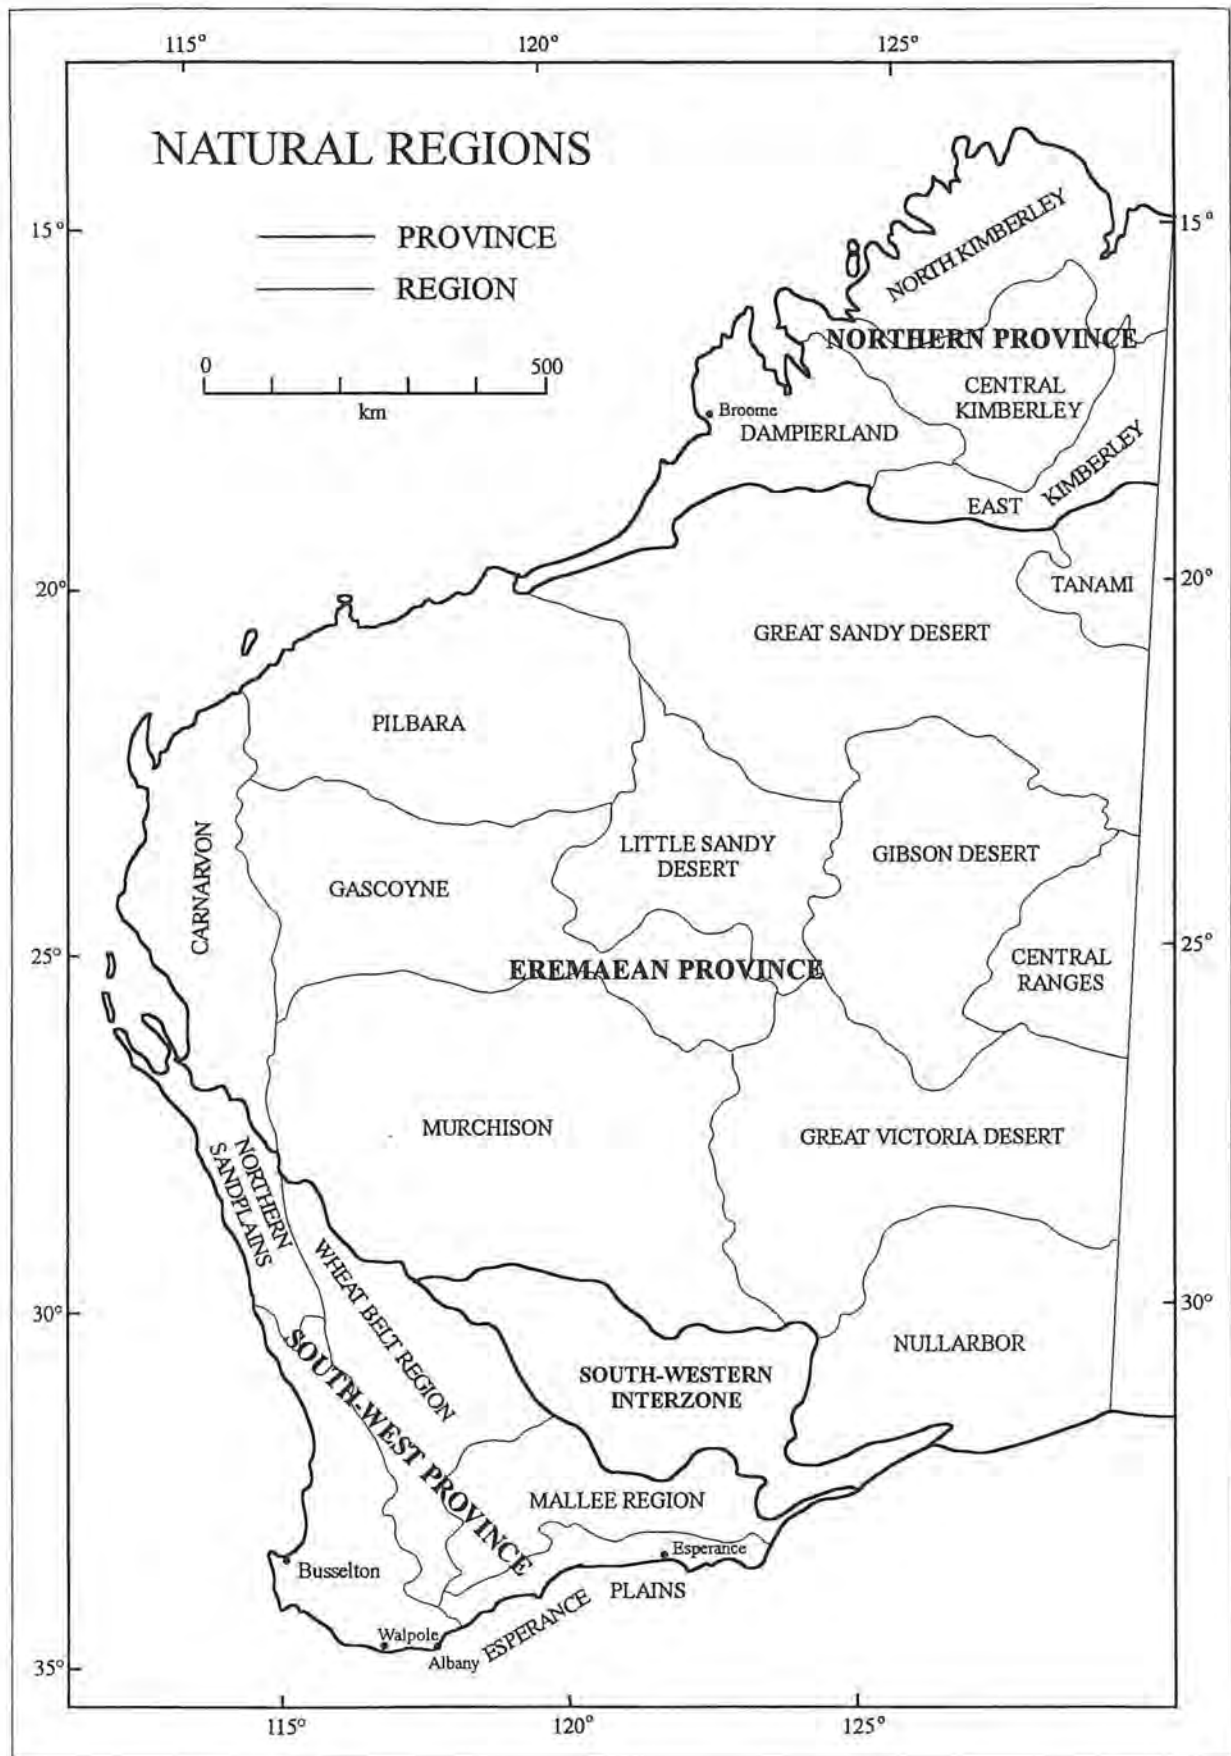 115°
120°
125°
NATURAL REGIONS
PROVINCE
REGION
0
500
km
15°
15°
NORTH KIMBERLEY
NORTHERN PROVINCE
CENTRAL
KIMBERLEY
Broome
DAMPIERLAND
EAST
KIMBERLEY
20°
20°
TANAMI
GREAT SANDY DESERT
PILBARA
LITTLE SANDY
DESERT
GIBSON DESERT
CARNARVON
GASCOYNE
25°
25°
EREMAEAN PROVINCE
CENTRAL
RANGES
MURCHISON
GREAT VICTORIA DESERT
NORTHERN
SANDPLAINS
WHEAT BELT REGION
30°
30°
NULLARBOR
SOUTH-WESTERN
INTERZONE
SOUTH-WEST PROVINCE
MALLEE REGION
Esperance
Busselton
ESPERANCE
PLAINS
Walpole
Albany
35°
115°
120°
125°